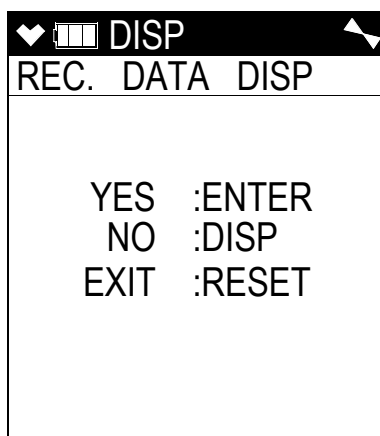 DISP
REC. DATA DISP
YES :ENTER
NO :DISP
EXIT :RESET